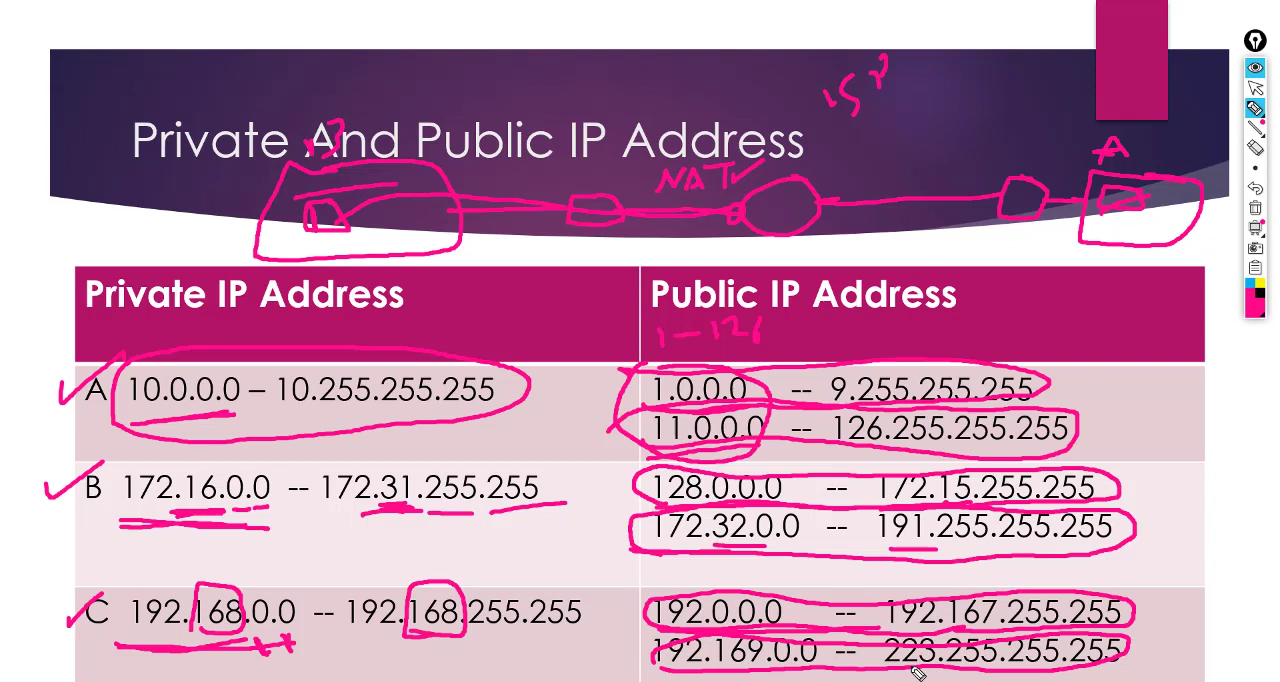 ISP
Private And Public IP Address
A
NAT
Private IP Address
Public IP Address
1 – 126
A 10.0.0.0 – 10.255.255.255
1.0.0.0 -- 9.255.255.255
11.0.0.0 -- 126.255.255.255
B 172.16.0.0 -- 172.31.255.255
128.0.0.0 -- 172.15.255.255
172.32.0.0 -- 191.255.255.255
C 192.168.0.0 -- 192.168.255.255
192.0.0.0 -- 192.167.255.255
192.169.0.0 -- 223.255.255.255